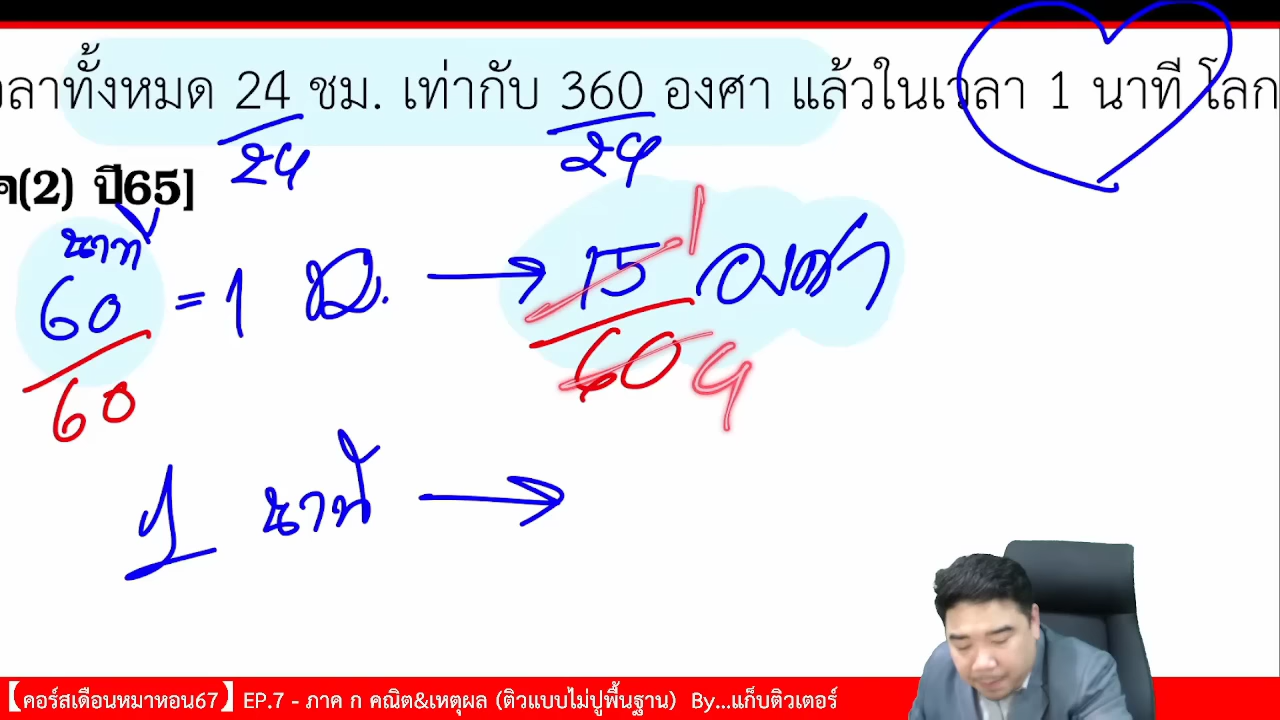 วลาทั้งหมด 24 ชม. เท่ากับ 360 องศา แล้วในเวลา 1 นาที โลก
24 24
ค(2) ปี65]
นาที
60 = 1 ช. → 15 องศา 1
60 60 4
1 นาที →
【คอร์สเดือนหมาหอน67】EP.7 - ภาค ก คณิต&เหตุผล (ติวแบบไม่ปูพื้นฐาน) By...แก็บติวเตอร์